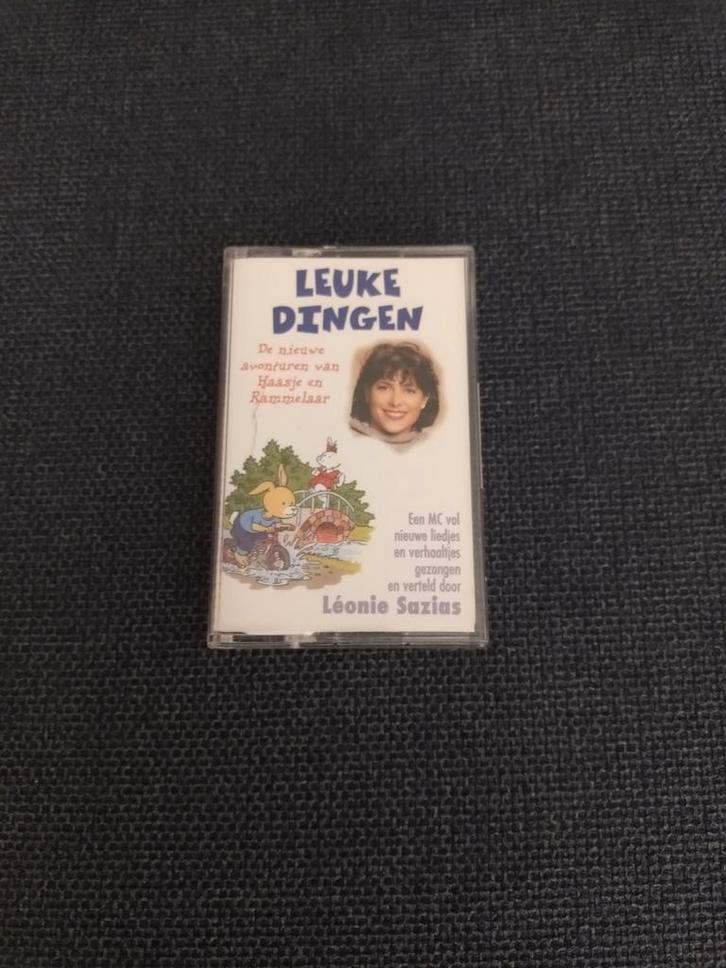 LEUKE
DINGEN
De nieuwe
avonturen van
Haasje en
Rammelaar
Een MC vol
nieuwe liedjes
en verhaaltjes
gezongen
en verteld door
Léonie Sazias